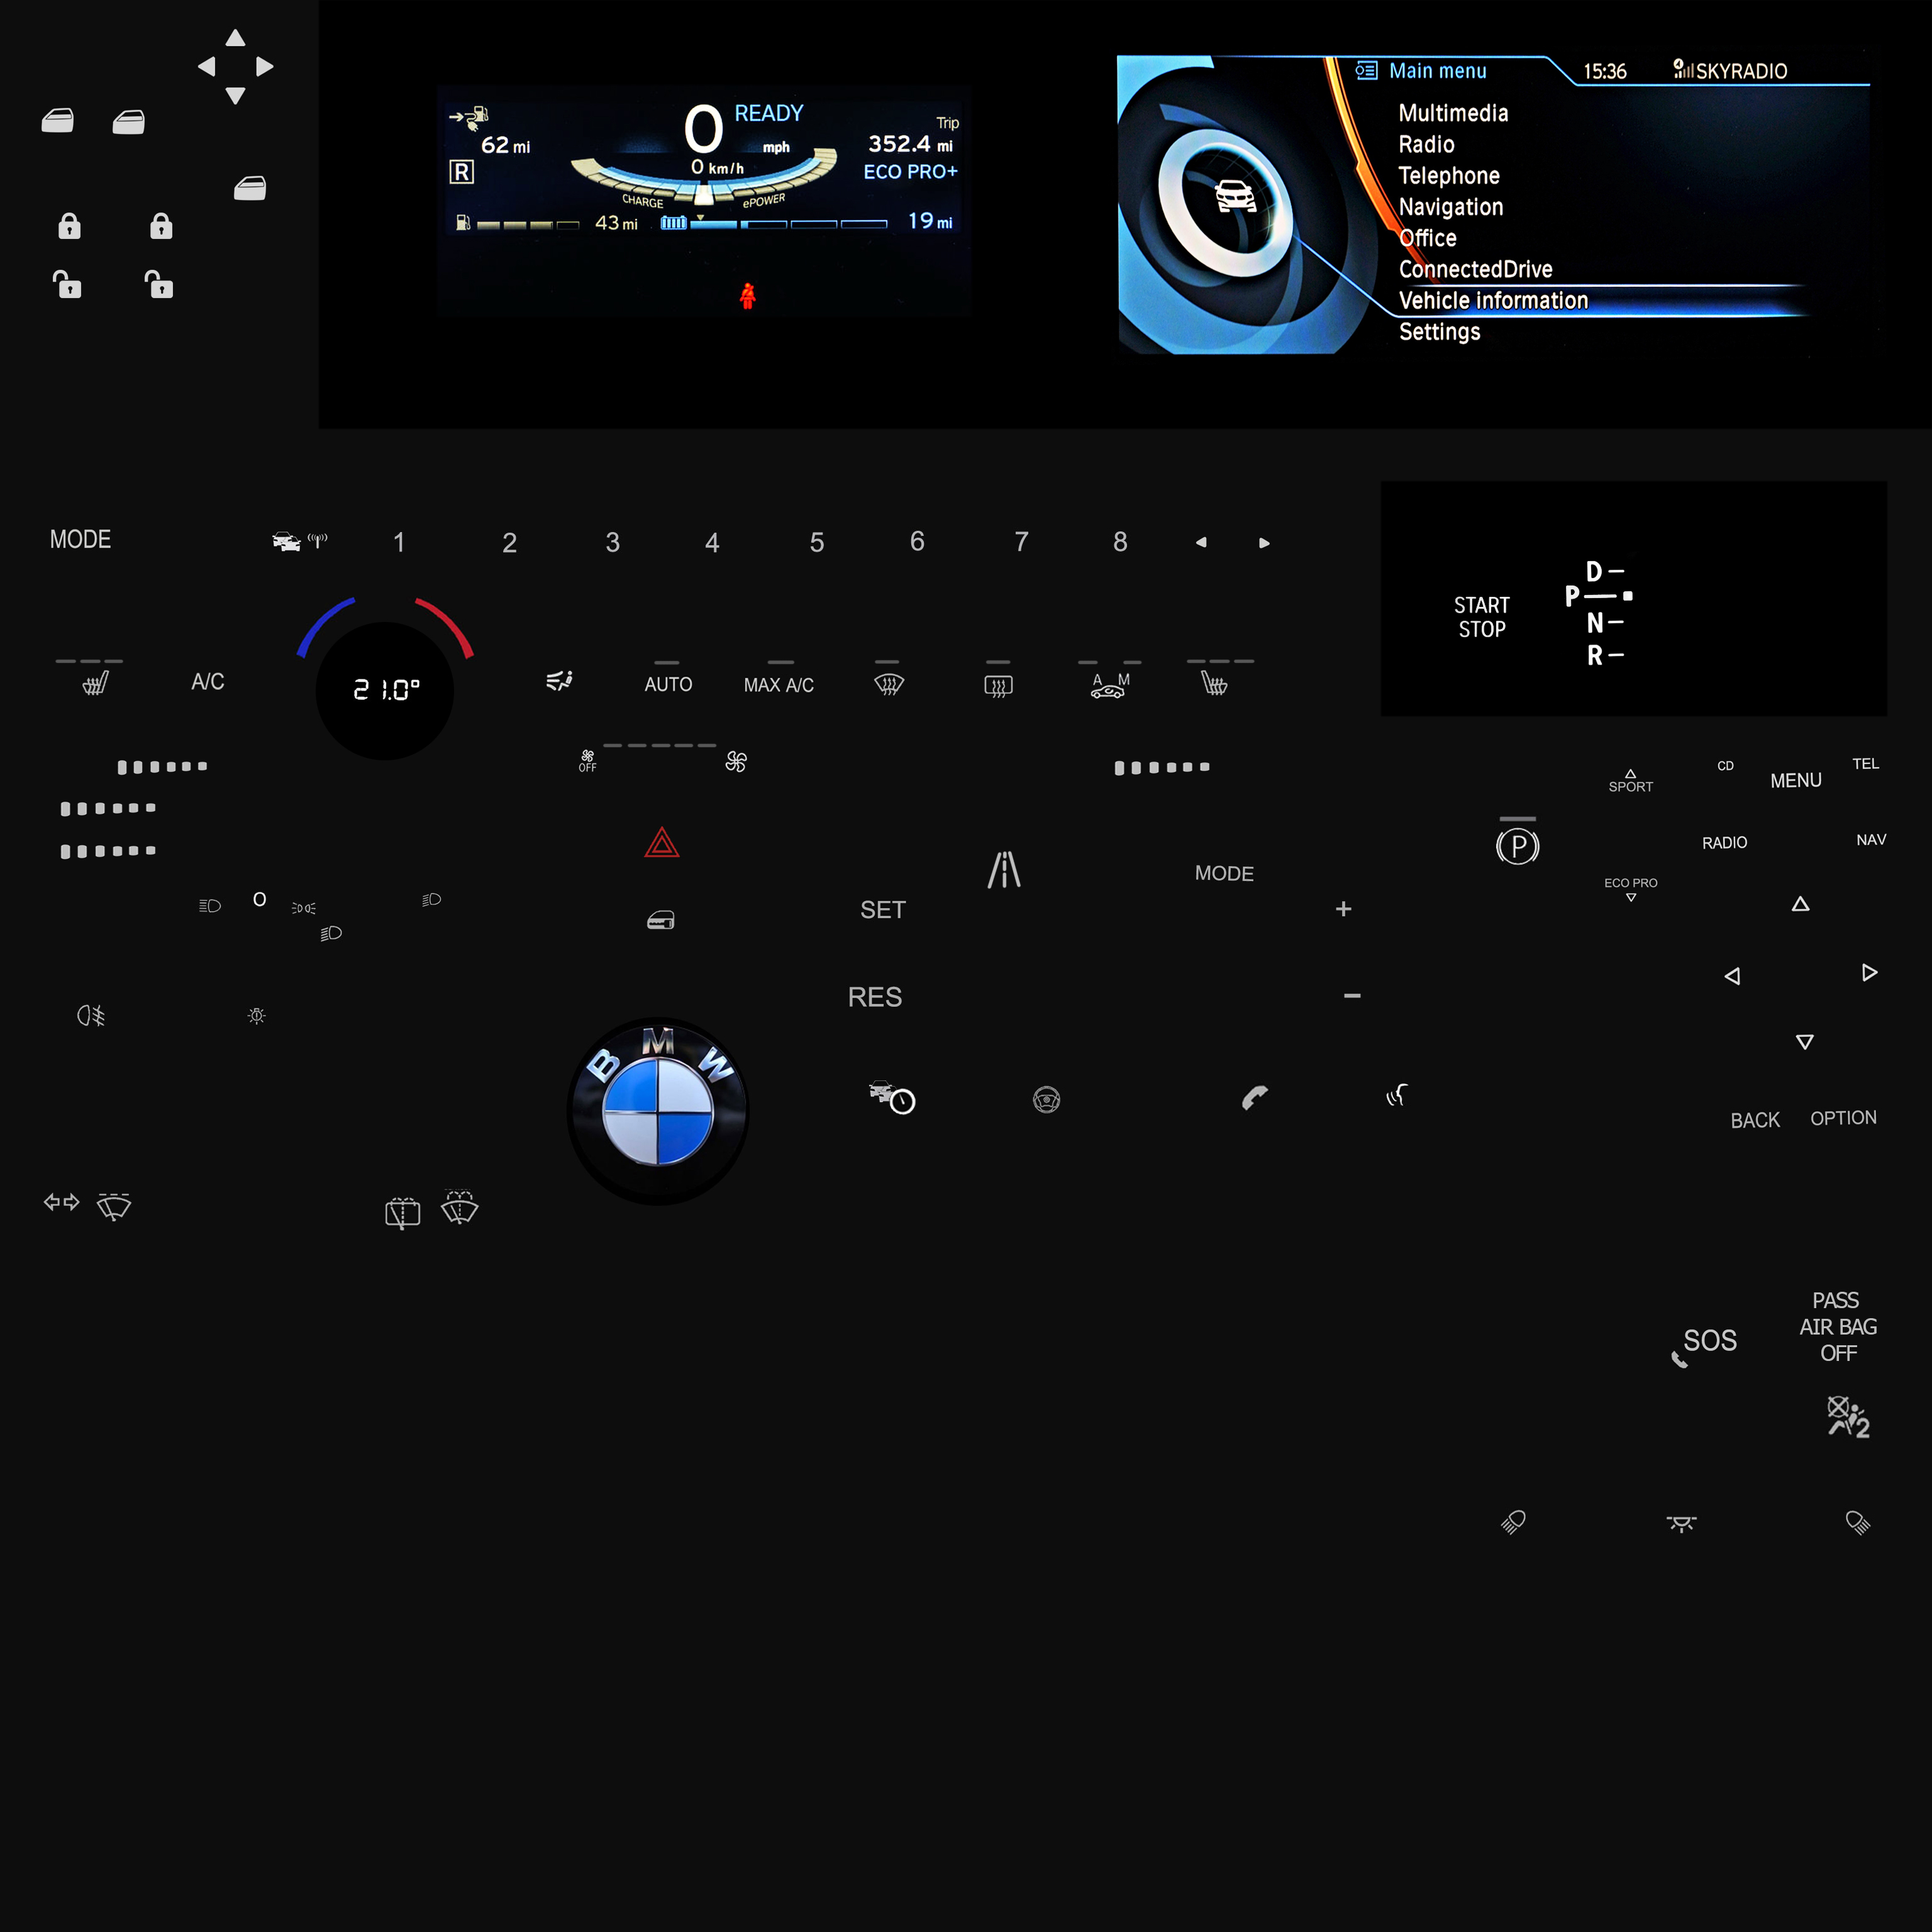 READY
0
mph
0 km/h
62 mi
R
CHARGE
ePOWER
Trip
352.4 mi
ECO PRO+
43 mi
19 mi
Main menu
15:36
SKYRADIO
Multimedia
Radio
Telephone
Navigation
Office
ConnectedDrive
Vehicle information
Settings
MODE
1
2
3
4
5
6
7
8
START
STOP
D
P
N
R
A/C
21.0°
AUTO
MAX A/C
A
M
OFF
SPORT
CD
MENU
TEL
P
RADIO
NAV
MODE
SET
+
ECO PRO
O
RES
−
BMW
BACK
OPTION
SOS
PASS
AIR BAG
OFF
2